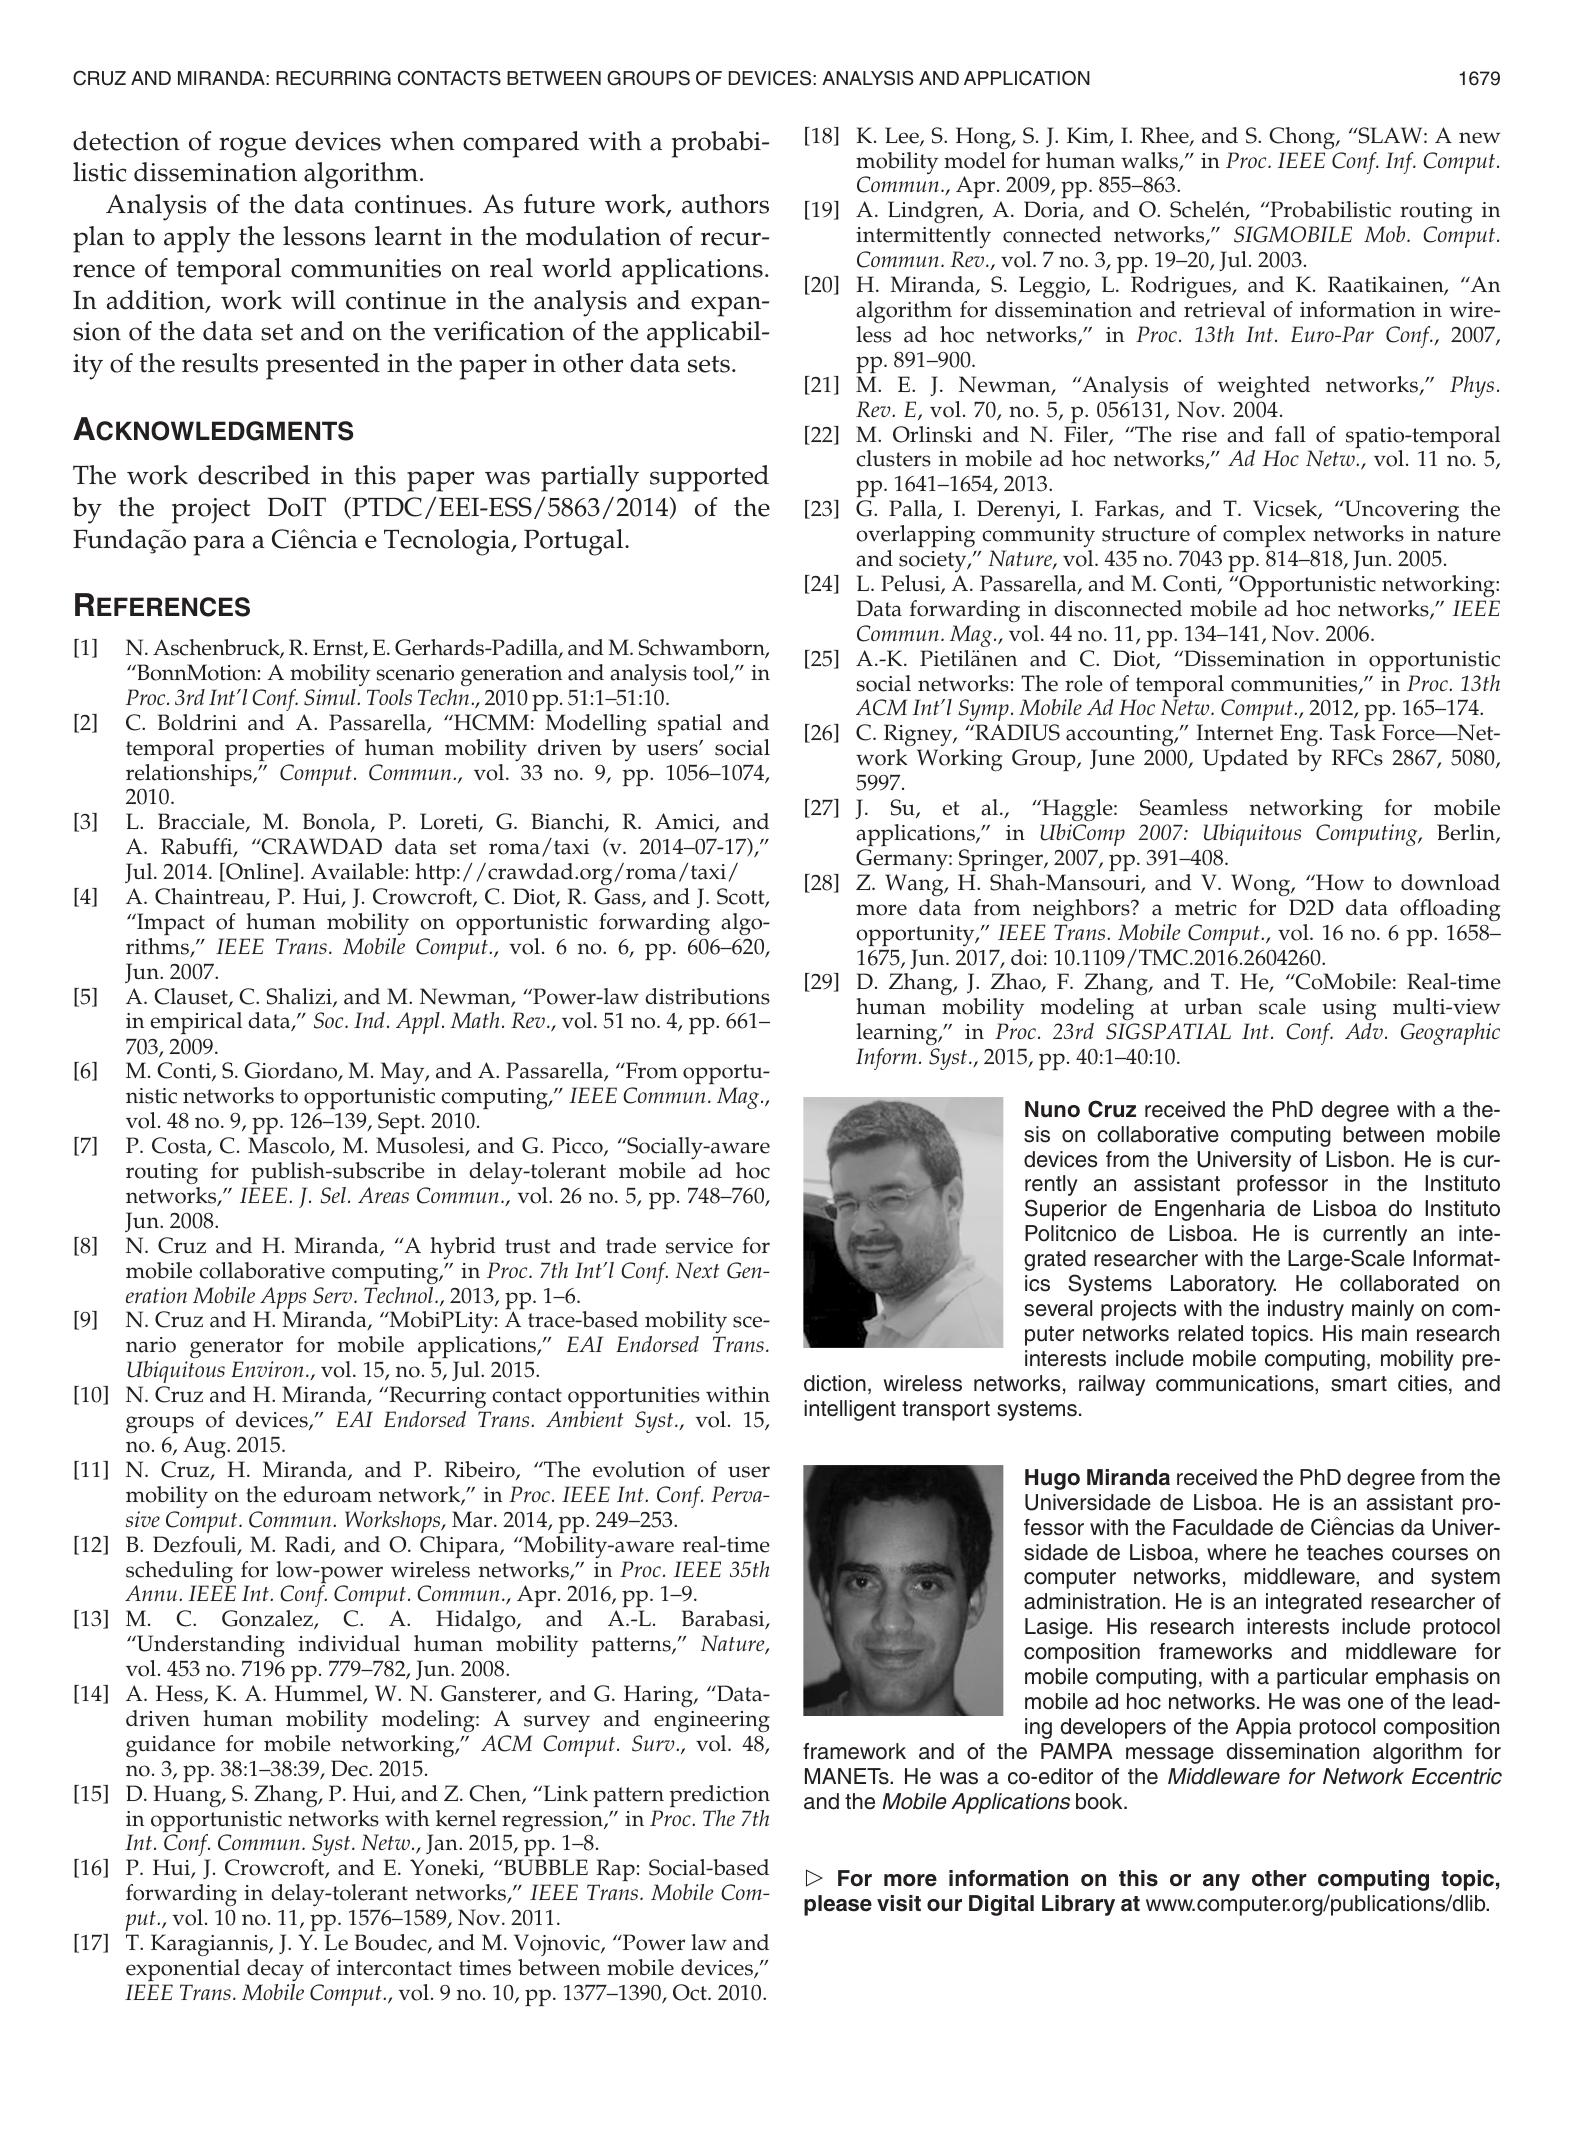 CRUZ AND MIRANDA: RECURRING CONTACTS BETWEEN GROUPS OF DEVICES: ANALYSIS AND APPLICATION 1679
detection of rogue devices when compared with a probabi-
listic dissemination algorithm.
Analysis of the data continues. As future work, authors
plan to apply the lessons learnt in the modulation of recur-
rence of temporal communities on real world applications.
In addition, work will continue in the analysis and expan-
sion of the data set and on the verification of the applicabil-
ity of the results presented in the paper in other data sets.
ACKNOWLEDGMENTS
The work described in this paper was partially supported
by the project DoIT (PTDC/EEI-ESS/5863/2014) of the
Fundação para a Ciência e Tecnologia, Portugal.
REFERENCES
[1] N. Aschenbruck, R. Ernst, E. Gerhards-Padilla, and M. Schwamborn,
“BonnMotion: A mobility scenario generation and analysis tool,” in
Proc. 3rd Int’l Conf. Simul. Tools Techn., 2010 pp. 51:1–51:10.
[2] C. Boldrini and A. Passarella, “HCMM: Modelling spatial and
temporal properties of human mobility driven by users’ social
relationships,” Comput. Commun., vol. 33 no. 9, pp. 1056–1074,
2010.
[3] L. Bracciale, M. Bonola, P. Loreti, G. Bianchi, R. Amici, and
A. Rabuffi, “CRAWDAD data set roma/taxi (v. 2014–07-17),”
Jul. 2014. [Online]. Available: http://crawdad.org/roma/taxi/
[4] A. Chaintreau, P. Hui, J. Crowcroft, C. Diot, R. Gass, and J. Scott,
“Impact of human mobility on opportunistic forwarding algo-
rithms,” IEEE Trans. Mobile Comput., vol. 6 no. 6, pp. 606–620,
Jun. 2007.
[5] A. Clauset, C. Shalizi, and M. Newman, “Power-law distributions
in empirical data,” Soc. Ind. Appl. Math. Rev., vol. 51 no. 4, pp. 661–
703, 2009.
[6] M. Conti, S. Giordano, M. May, and A. Passarella, “From opportu-
nistic networks to opportunistic computing,” IEEE Commun. Mag.,
vol. 48 no. 9, pp. 126–139, Sept. 2010.
[7] P. Costa, C. Mascolo, M. Musolesi, and G. Picco, “Socially-aware
routing for publish-subscribe in delay-tolerant mobile ad hoc
networks,” IEEE. J. Sel. Areas Commun., vol. 26 no. 5, pp. 748–760,
Jun. 2008.
[8] N. Cruz and H. Miranda, “A hybrid trust and trade service for
mobile collaborative computing,” in Proc. 7th Int’l Conf. Next Gen-
eration Mobile Apps Serv. Technol., 2013, pp. 1–6.
[9] N. Cruz and H. Miranda, “MobiPLity: A trace-based mobility sce-
nario generator for mobile applications,” EAI Endorsed Trans.
Ubiquitous Environ., vol. 15, no. 5, Jul. 2015.
[10] N. Cruz and H. Miranda, “Recurring contact opportunities within
groups of devices,” EAI Endorsed Trans. Ambient Syst., vol. 15,
no. 6, Aug. 2015.
[11] N. Cruz, H. Miranda, and P. Ribeiro, “The evolution of user
mobility on the eduroam network,” in Proc. IEEE Int. Conf. Perva-
sive Comput. Commun. Workshops, Mar. 2014, pp. 249–253.
[12] B. Dezfouli, M. Radi, and O. Chipara, “Mobility-aware real-time
scheduling for low-power wireless networks,” in Proc. IEEE 35th
Annu. IEEE Int. Conf. Comput. Commun., Apr. 2016, pp. 1–9.
[13] M. C. Gonzalez, C. A. Hidalgo, and A.-L. Barabasi,
“Understanding individual human mobility patterns,” Nature,
vol. 453 no. 7196 pp. 779–782, Jun. 2008.
[14] A. Hess, K. A. Hummel, W. N. Gansterer, and G. Haring, “Data-
driven human mobility modeling: A survey and engineering
guidance for mobile networking,” ACM Comput. Surv., vol. 48,
no. 3, pp. 38:1–38:39, Dec. 2015.
[15] D. Huang, S. Zhang, P. Hui, and Z. Chen, “Link pattern prediction
in opportunistic networks with kernel regression,” in Proc. The 7th
Int. Conf. Commun. Syst. Netw., Jan. 2015, pp. 1–8.
[16] P. Hui, J. Crowcroft, and E. Yoneki, “BUBBLE Rap: Social-based
forwarding in delay-tolerant networks,” IEEE Trans. Mobile Com-
put., vol. 10 no. 11, pp. 1576–1589, Nov. 2011.
[17] T. Karagiannis, J. Y. Le Boudec, and M. Vojnovic, “Power law and
exponential decay of intercontact times between mobile devices,”
IEEE Trans. Mobile Comput., vol. 9 no. 10, pp. 1377–1390, Oct. 2010.
[18] K. Lee, S. Hong, S. J. Kim, I. Rhee, and S. Chong, “SLAW: A new
mobility model for human walks,” in Proc. IEEE Conf. Inf. Comput.
Commun., Apr. 2009, pp. 855–863.
[19] A. Lindgren, A. Doria, and O. Schelén, “Probabilistic routing in
intermittently connected networks,” SIGMOBILE Mob. Comput.
Commun. Rev., vol. 7 no. 3, pp. 19–20, Jul. 2003.
[20] H. Miranda, S. Leggio, L. Rodrigues, and K. Raatikainen, “An
algorithm for dissemination and retrieval of information in wire-
less ad hoc networks,” in Proc. 13th Int. Euro-Par Conf., 2007,
pp. 891–900.
[21] M. E. J. Newman, “Analysis of weighted networks,” Phys.
Rev. E, vol. 70, no. 5, p. 056131, Nov. 2004.
[22] M. Orlinski and N. Filer, “The rise and fall of spatio-temporal
clusters in mobile ad hoc networks,” Ad Hoc Netw., vol. 11 no. 5,
pp. 1641–1654, 2013.
[23] G. Palla, I. Derenyi, I. Farkas, and T. Vicsek, “Uncovering the
overlapping community structure of complex networks in nature
and society,” Nature, vol. 435 no. 7043 pp. 814–818, Jun. 2005.
[24] L. Pelusi, A. Passarella, and M. Conti, “Opportunistic networking:
Data forwarding in disconnected mobile ad hoc networks,” IEEE
Commun. Mag., vol. 44 no. 11, pp. 134–141, Nov. 2006.
[25] A.-K. Pietilänen and C. Diot, “Dissemination in opportunistic
social networks: The role of temporal communities,” in Proc. 13th
ACM Int’l Symp. Mobile Ad Hoc Netw. Comput., 2012, pp. 165–174.
[26] C. Rigney, “RADIUS accounting,” Internet Eng. Task Force—Net-
work Working Group, June 2000, Updated by RFCs 2867, 5080,
5997.
[27] J. Su, et al., “Haggle: Seamless networking for mobile
applications,” in UbiComp 2007: Ubiquitous Computing, Berlin,
Germany: Springer, 2007, pp. 391–408.
[28] Z. Wang, H. Shah-Mansouri, and V. Wong, “How to download
more data from neighbors? a metric for D2D data offloading
opportunity,” IEEE Trans. Mobile Comput., vol. 16 no. 6 pp. 1658–
1675, Jun. 2017, doi: 10.1109/TMC.2016.2604260.
[29] D. Zhang, J. Zhao, F. Zhang, and T. He, “CoMobile: Real-time
human mobility modeling at urban scale using multi-view
learning,” in Proc. 23rd SIGSPATIAL Int. Conf. Adv. Geographic
Inform. Syst., 2015, pp. 40:1–40:10.
Nuno Cruz received the PhD degree with a the-
sis on collaborative computing between mobile
devices from the University of Lisbon. He is cur-
rently an assistant professor in the Instituto
Superior de Engenharia de Lisboa do Instituto
Politcnico de Lisboa. He is currently an inte-
grated researcher with the Large-Scale Informat-
ics Systems Laboratory. He collaborated on
several projects with the industry mainly on com-
puter networks related topics. His main research
interests include mobile computing, mobility pre-
diction, wireless networks, railway communications, smart cities, and
intelligent transport systems.
Hugo Miranda received the PhD degree from the
Universidade de Lisboa. He is an assistant pro-
fessor with the Faculdade de Ciências da Univer-
sidade de Lisboa, where he teaches courses on
computer networks, middleware, and system
administration. He is an integrated researcher of
Lasige. His research interests include protocol
composition frameworks and middleware for
mobile computing, with a particular emphasis on
mobile ad hoc networks. He was one of the lead-
ing developers of the Appia protocol composition
framework and of the PAMPA message dissemination algorithm for
MANETs. He was a co-editor of the Middleware for Network Eccentric
and the Mobile Applications book.
▷ For more information on this or any other computing topic,
please visit our Digital Library at www.computer.org/publications/dlib.